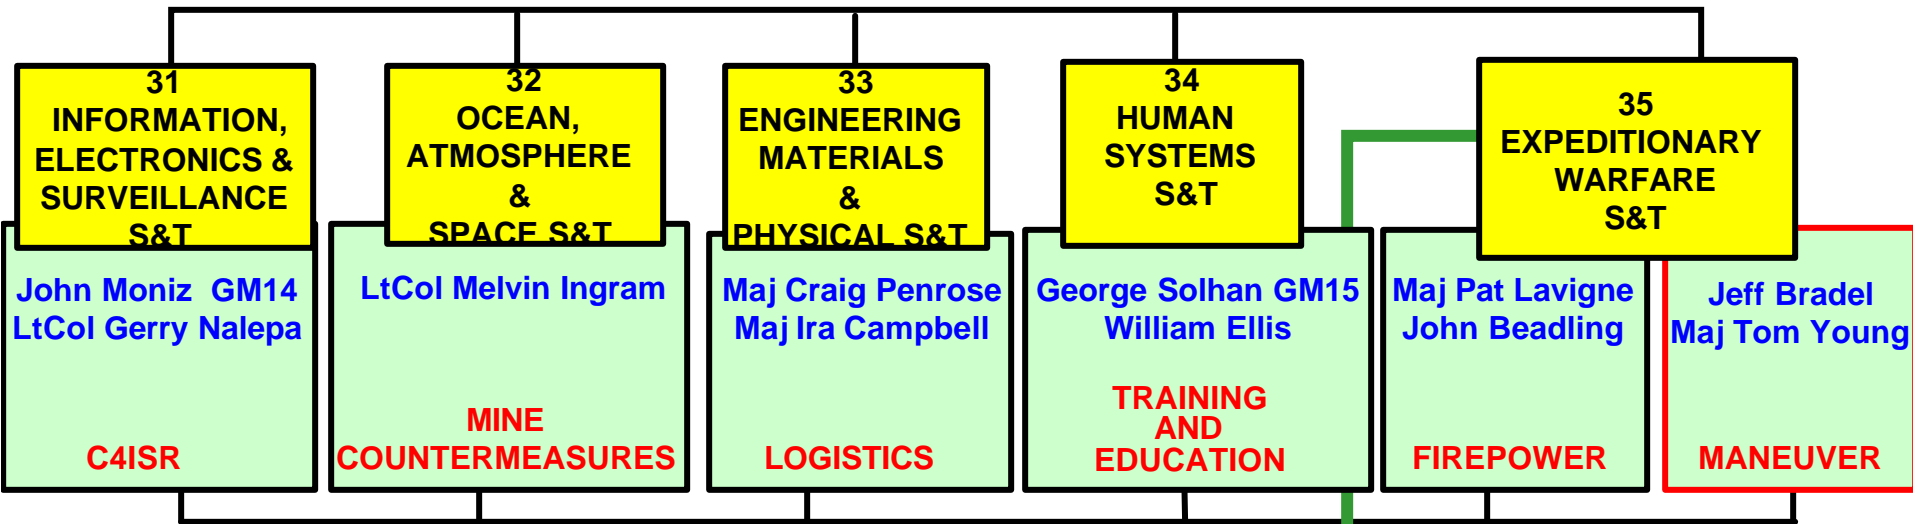 31
INFORMATION,
ELECTRONICS &
SURVEILLANCE
S&T
John Moniz GM14
LtCol Gerry Nalepa
C4ISR
32
OCEAN,
ATMOSPHERE
&
SPACE S&T
LtCol Melvin Ingram
MINE
COUNTERMEASURES
33
ENGINEERING
MATERIALS
&
PHYSICAL S&T
Maj Craig Penrose
Maj Ira Campbell
LOGISTICS
34
HUMAN
SYSTEMS
S&T
George Solhan GM15
William Ellis
TRAINING
AND
EDUCATION
35
EXPEDITIONARY
WARFARE
S&T
Maj Pat Lavigne
John Beadling
FIREPOWER
Jeff Bradel
Maj Tom Young
MANEUVER